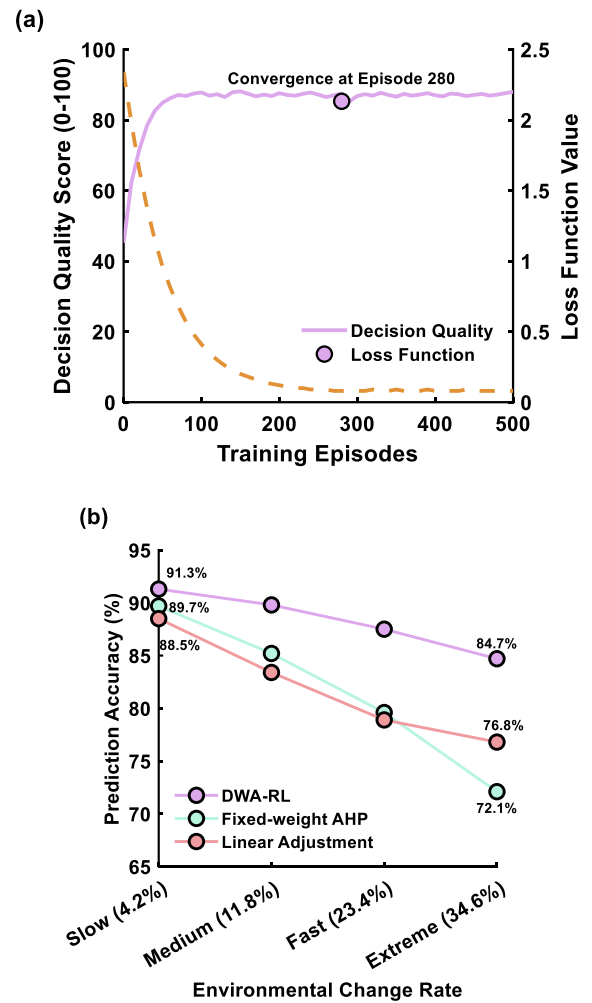 (a)
100
80
60
40
20
0
Decision Quality Score (0-100)
2.5
2
1.5
1
0.5
0
Loss Function Value
Convergence at Episode 280
Decision Quality
Loss Function
0
100
200
300
400
500
Training Episodes
(b)
95
90
85
80
75
70
65
Prediction Accuracy (%)
91.3%
89.7%
88.5%
84.7%
76.8%
72.1%
DWA-RL
Fixed-weight AHP
Linear Adjustment
Slow (4.2%)
Medium (11.8%)
Fast (23.4%)
Extreme (34.6%)
Environmental Change Rate